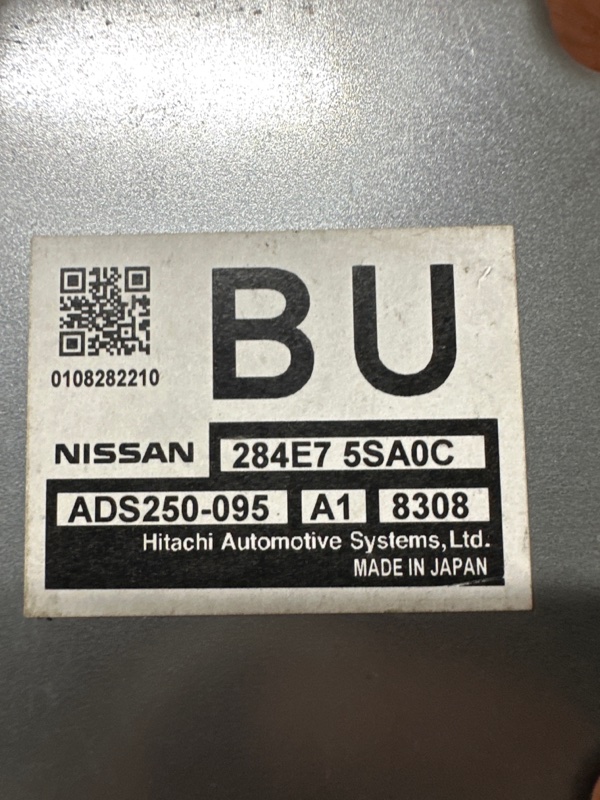 BU
0108282210
NISSAN 284E7 5SA0C
ADS250-095 A1 8308
Hitachi Automotive Systems,Ltd.
MADE IN JAPAN